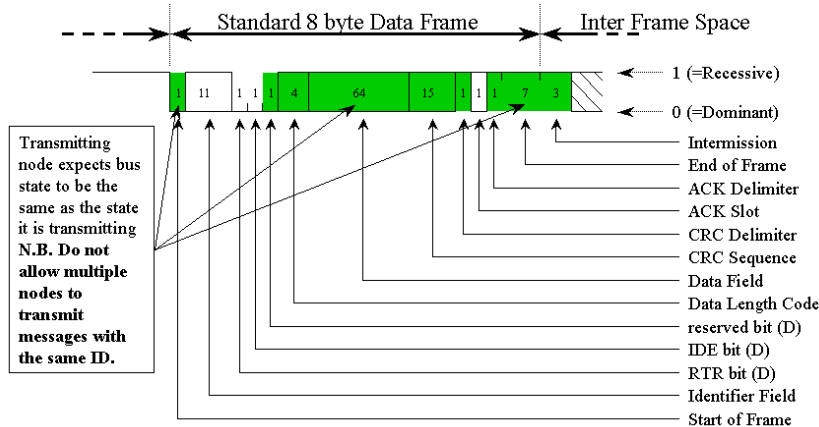 Standard 8 byte Data Frame
Inter Frame Space
1 11 1 1 1 4 64 15 1 1 1 7 3
1 (=Recessive)
0 (=Dominant)
Transmitting
node expects bus
state to be the
same as the state
it is transmitting
N.B. Do not
allow multiple
nodes to
transmit
messages with
the same ID.
Intermission
End of Frame
ACK Delimiter
ACK Slot
CRC Delimiter
CRC Sequence
Data Field
Data Length Code
reserved bit (D)
IDE bit (D)
RTR bit (D)
Identifier Field
Start of Frame